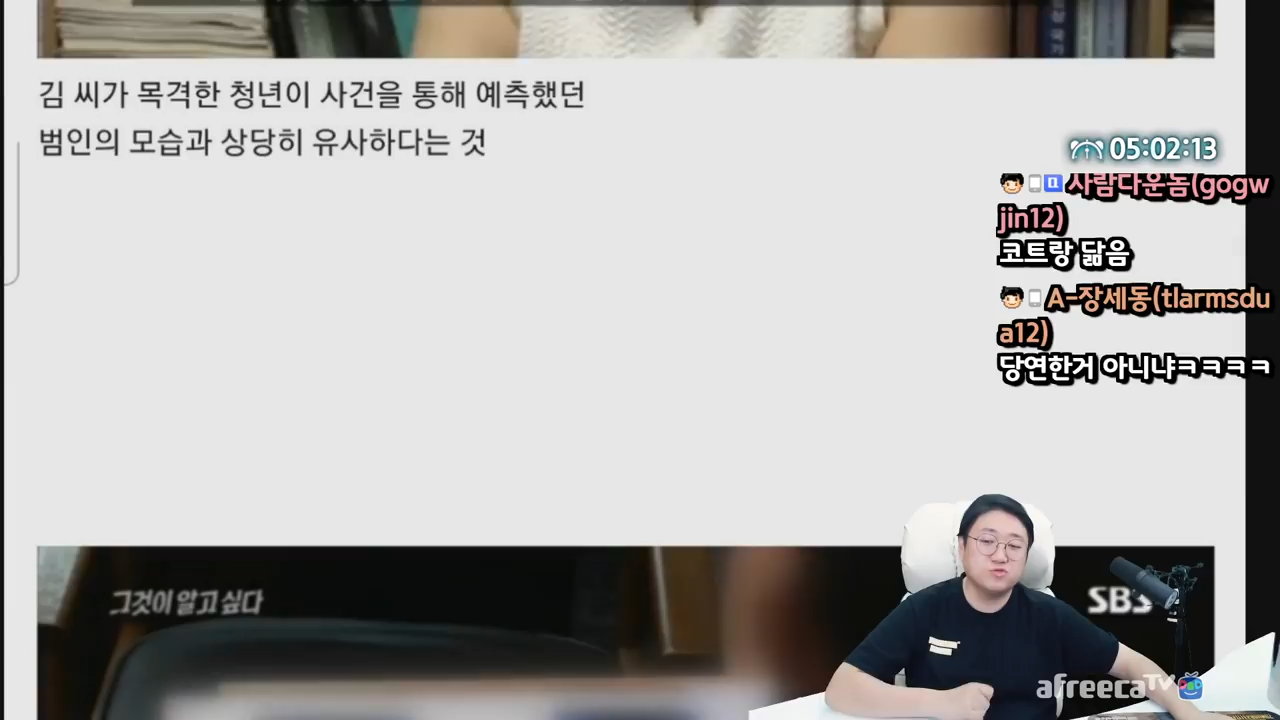 김 씨가 목격한 청년이 사건을 통해 예측했던
범인의 모습과 상당히 유사하다는 것
05:02:13
사람다운놈(gogw
jin12)
코트랑 닮음
A-장세동(tlarmsdu
a12)
당연한거 아니냐ㅋㅋㅋㅋ
그것이 알고 싶다
SBS
afreecaTV